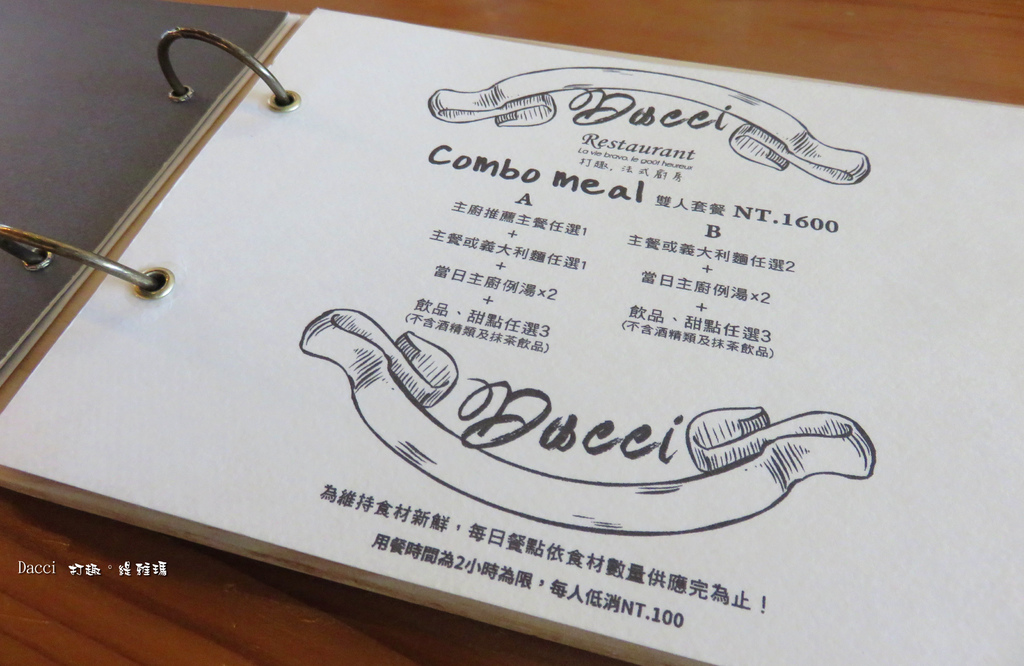 Dacci
Restaurant
La vie bravo, le goût heureux
打趣。法式廚房
Combo meal 雙人套餐 NT.1600
A
主廚推薦主餐任選1
+
主餐或義大利麵任選1
+
當日主廚例湯×2
+
飲品、甜點任選3
(不含酒精類及抹茶飲品)
B
主餐或義大利麵任選2
+
當日主廚例湯×2
+
飲品、甜點任選3
(不含酒精類及抹茶飲品)
Dacci
為維持食材新鮮，每日餐點依食材數量供應完為止！
用餐時間為2小時為限，每人低消NT.100
Dacci 打趣。緹雅瑪